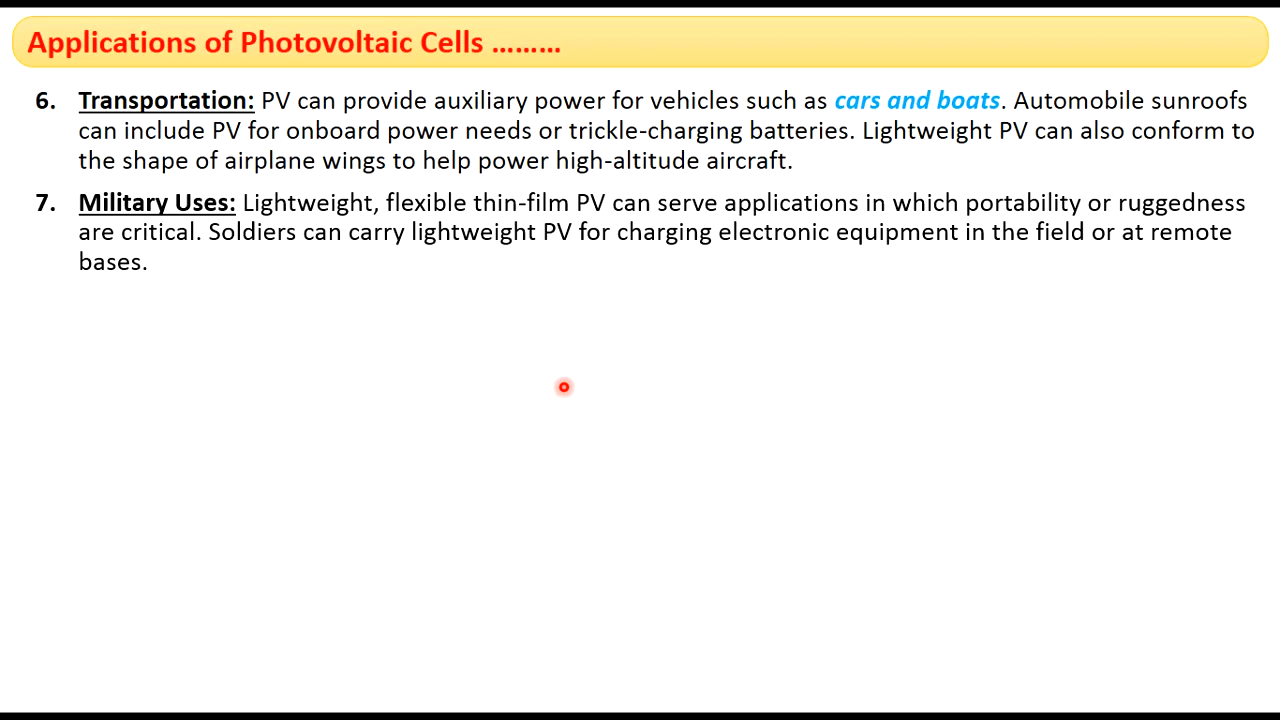 Applications of Photovoltaic Cells .........
6. Transportation: PV can provide auxiliary power for vehicles such as cars and boats. Automobile sunroofs
can include PV for onboard power needs or trickle-charging batteries. Lightweight PV can also conform to
the shape of airplane wings to help power high-altitude aircraft.
7. Military Uses: Lightweight, flexible thin-film PV can serve applications in which portability or ruggedness
are critical. Soldiers can carry lightweight PV for charging electronic equipment in the field or at remote
bases.